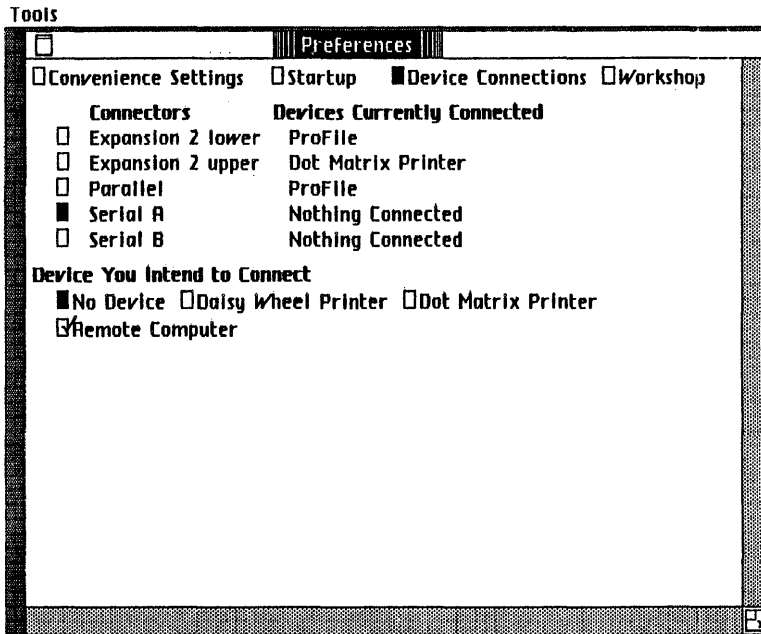 Tools
Preferences
Convenience Settings Startup Device Connections Workshop
Connectors Devices Currently Connected
Expansion 2 lower ProFile
Expansion 2 upper Dot Matrix Printer
Parallel ProFile
Serial A Nothing Connected
Serial B Nothing Connected
Device You Intend to Connect
No Device Daisy Wheel Printer Dot Matrix Printer
Remote Computer